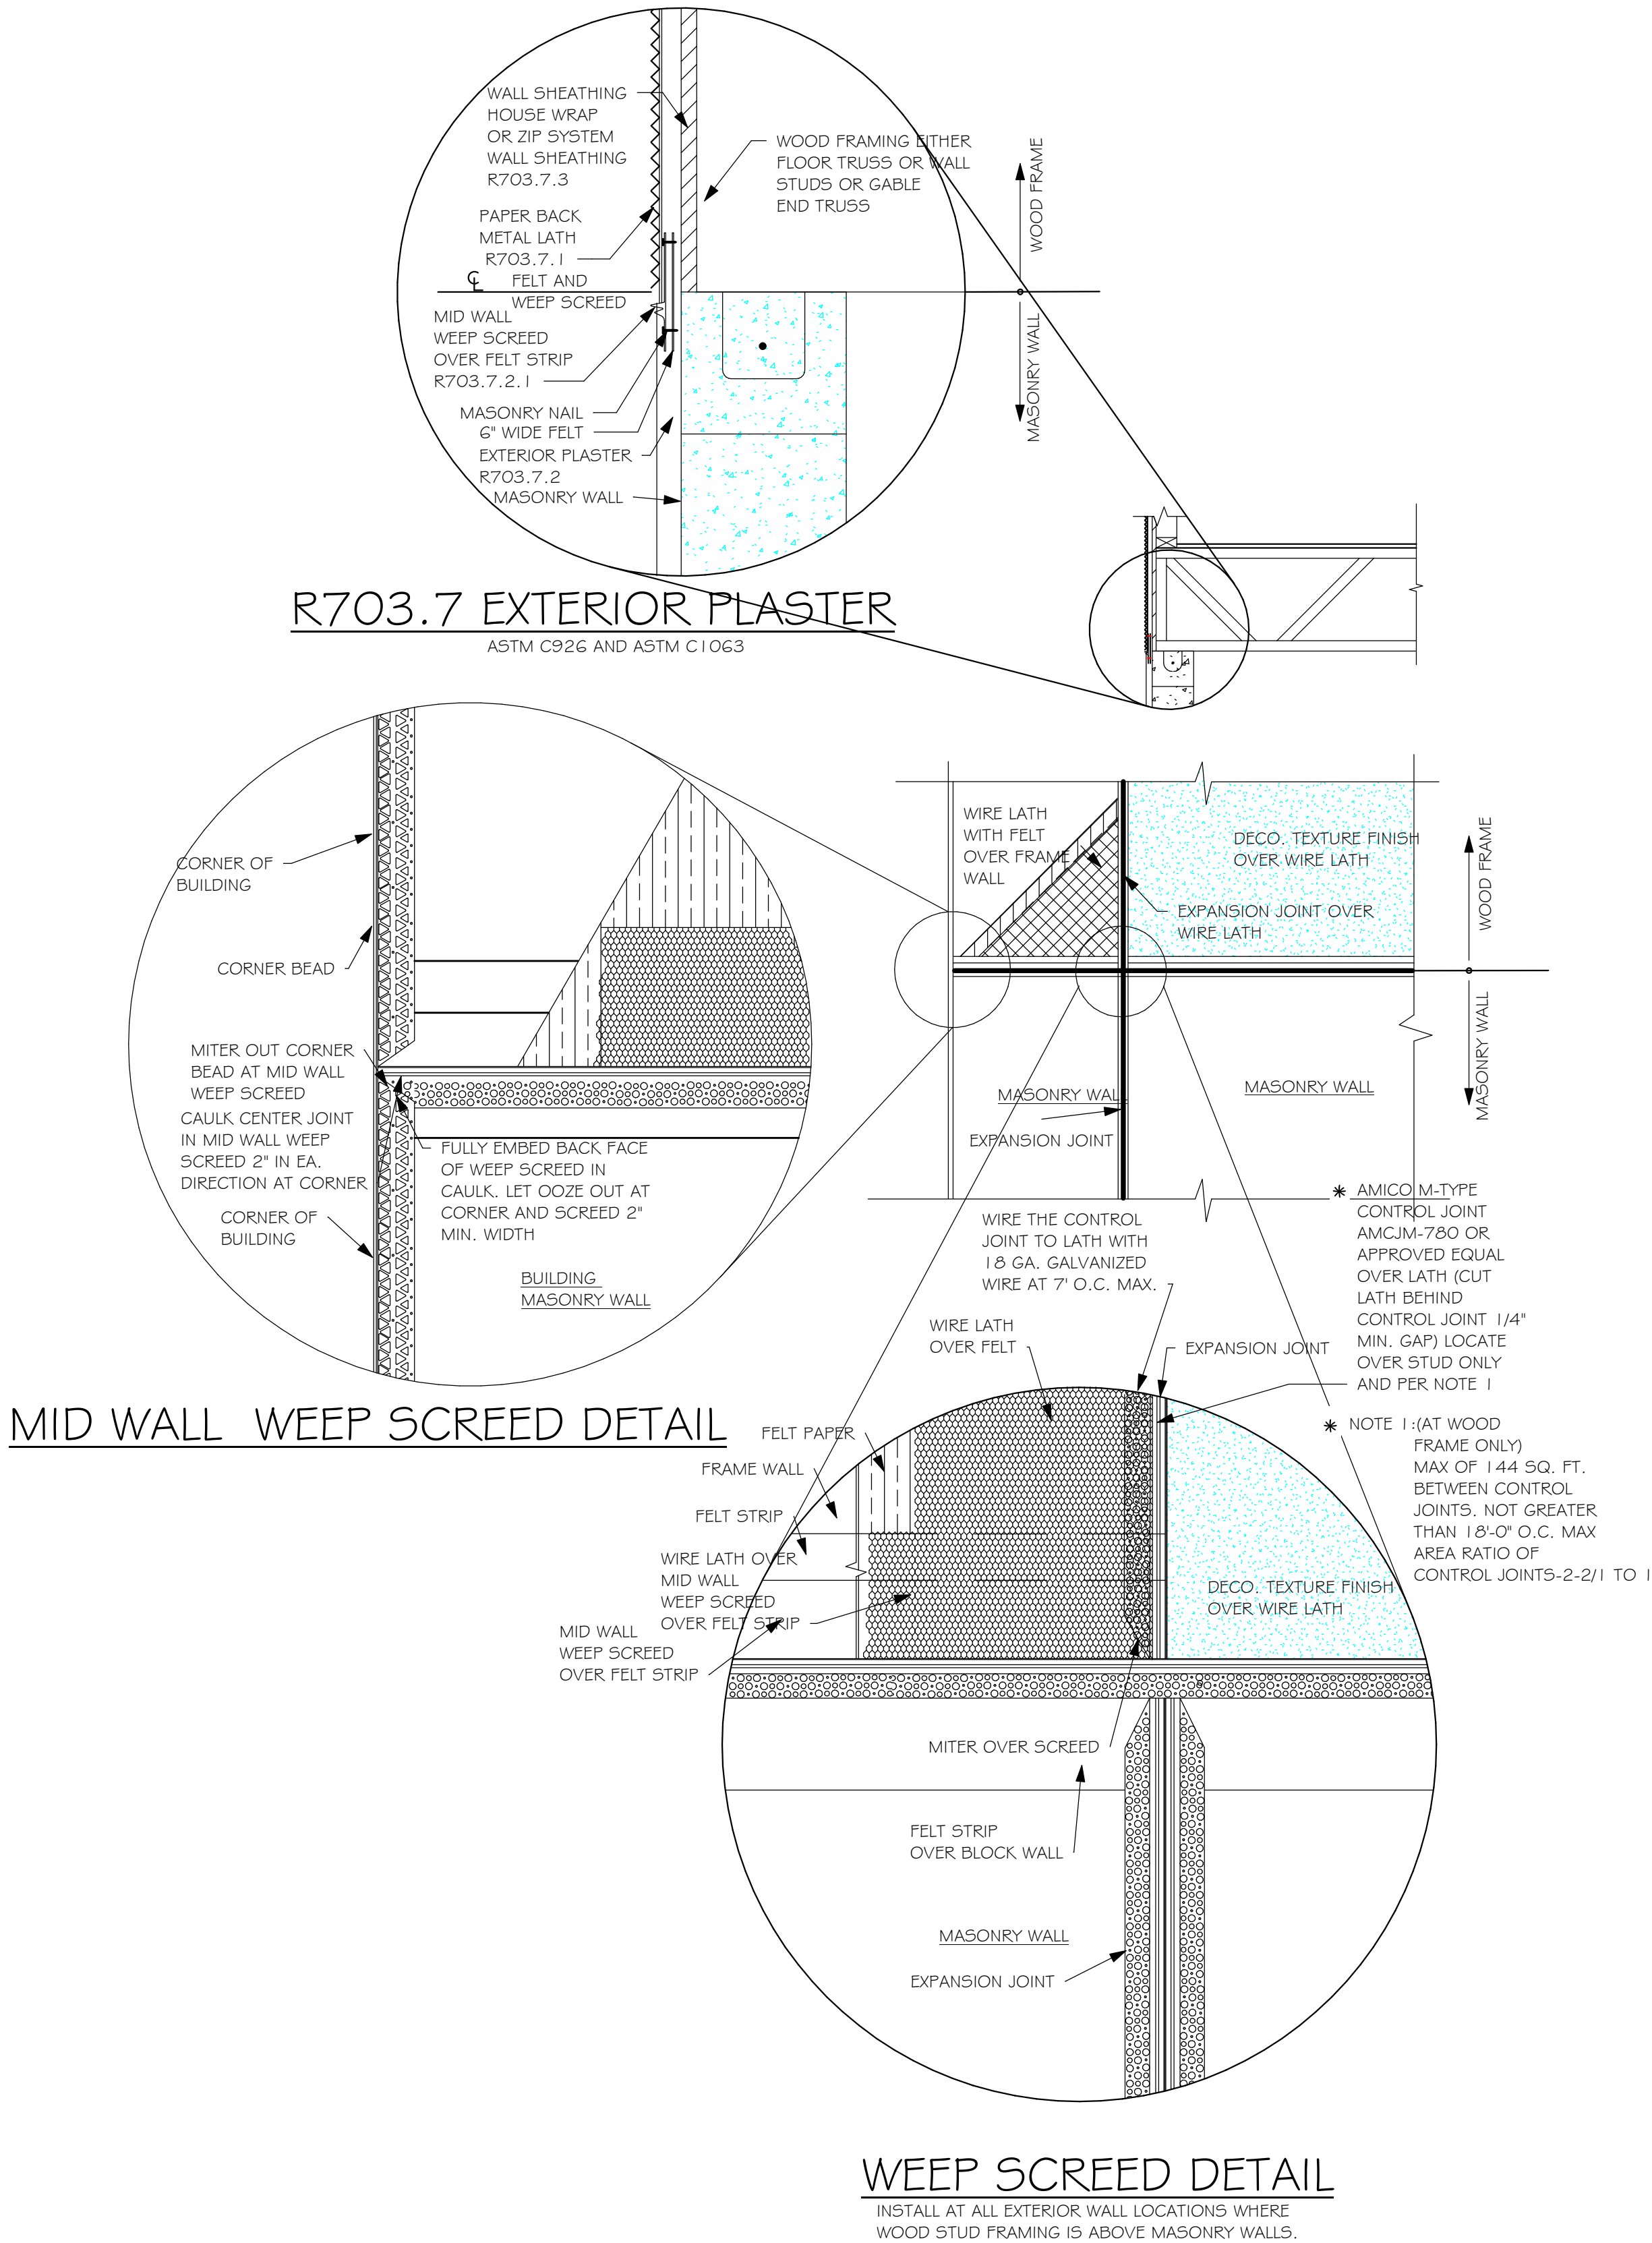 WALL SHEATHING
HOUSE WRAP
OR ZIP SYSTEM
WALL SHEATHING
R703.7.3
WOOD FRAMING EITHER
FLOOR TRUSS OR WALL
STUDS OR GABLE
END TRUSS
WOOD FRAME
MASONRY WALL
PAPER BACK
METAL LATH
R703.7.1
℄
FELT AND
WEEP SCREED
MID WALL
WEEP SCREED
OVER FELT STRIP
R703.7.2.1
MASONRY NAIL
6" WIDE FELT
EXTERIOR PLASTER
R703.7.2
MASONRY WALL
R703.7 EXTERIOR PLASTER
ASTM C926 AND ASTM C1063
CORNER OF
BUILDING
CORNER BEAD
MITER OUT CORNER
BEAD AT MID WALL
WEEP SCREED
CAULK CENTER JOINT
IN MID WALL WEEP
SCREED 2" IN EA.
DIRECTION AT CORNER
CORNER OF
BUILDING
FULLY EMBED BACK FACE
OF WEEP SCREED IN
CAULK. LET OOZE OUT AT
CORNER AND SCREED 2"
MIN. WIDTH
BUILDING
MASONRY WALL
MID WALL WEEP SCREED DETAIL
WIRE LATH
WITH FELT
OVER FRAME
WALL
DECO. TEXTURE FINISH
OVER WIRE LATH
EXPANSION JOINT OVER
WIRE LATH
WOOD FRAME
MASONRY WALL
MASONRY WALL
MASONRY WALL
EXPANSION JOINT
WIRE THE CONTROL
JOINT TO LATH WITH
18 GA. GALVANIZED
WIRE AT 7' O.C. MAX.
* AMICO M-TYPE
CONTROL JOINT
AMCJM-780 OR
APPROVED EQUAL
OVER LATH (CUT
LATH BEHIND
CONTROL JOINT 1/4"
MIN. GAP) LOCATE
OVER STUD ONLY
AND PER NOTE 1
* NOTE 1:(AT WOOD
FRAME ONLY)
MAX OF 144 SQ. FT.
BETWEEN CONTROL
JOINTS. NOT GREATER
THAN 18'-0" O.C. MAX
AREA RATIO OF
CONTROL JOINTS-2-2/1 TO 1
WIRE LATH
OVER FELT
EXPANSION JOINT
FELT PAPER
FRAME WALL
FELT STRIP
WIRE LATH OVER
MID WALL
WEEP SCREED
OVER FELT STRIP
MID WALL
WEEP SCREED
OVER FELT STRIP
DECO. TEXTURE FINISH
OVER WIRE LATH
MITER OVER SCREED
FELT STRIP
OVER BLOCK WALL
MASONRY WALL
EXPANSION JOINT
WEEP SCREED DETAIL
INSTALL AT ALL EXTERIOR WALL LOCATIONS WHERE
WOOD STUD FRAMING IS ABOVE MASONRY WALLS.